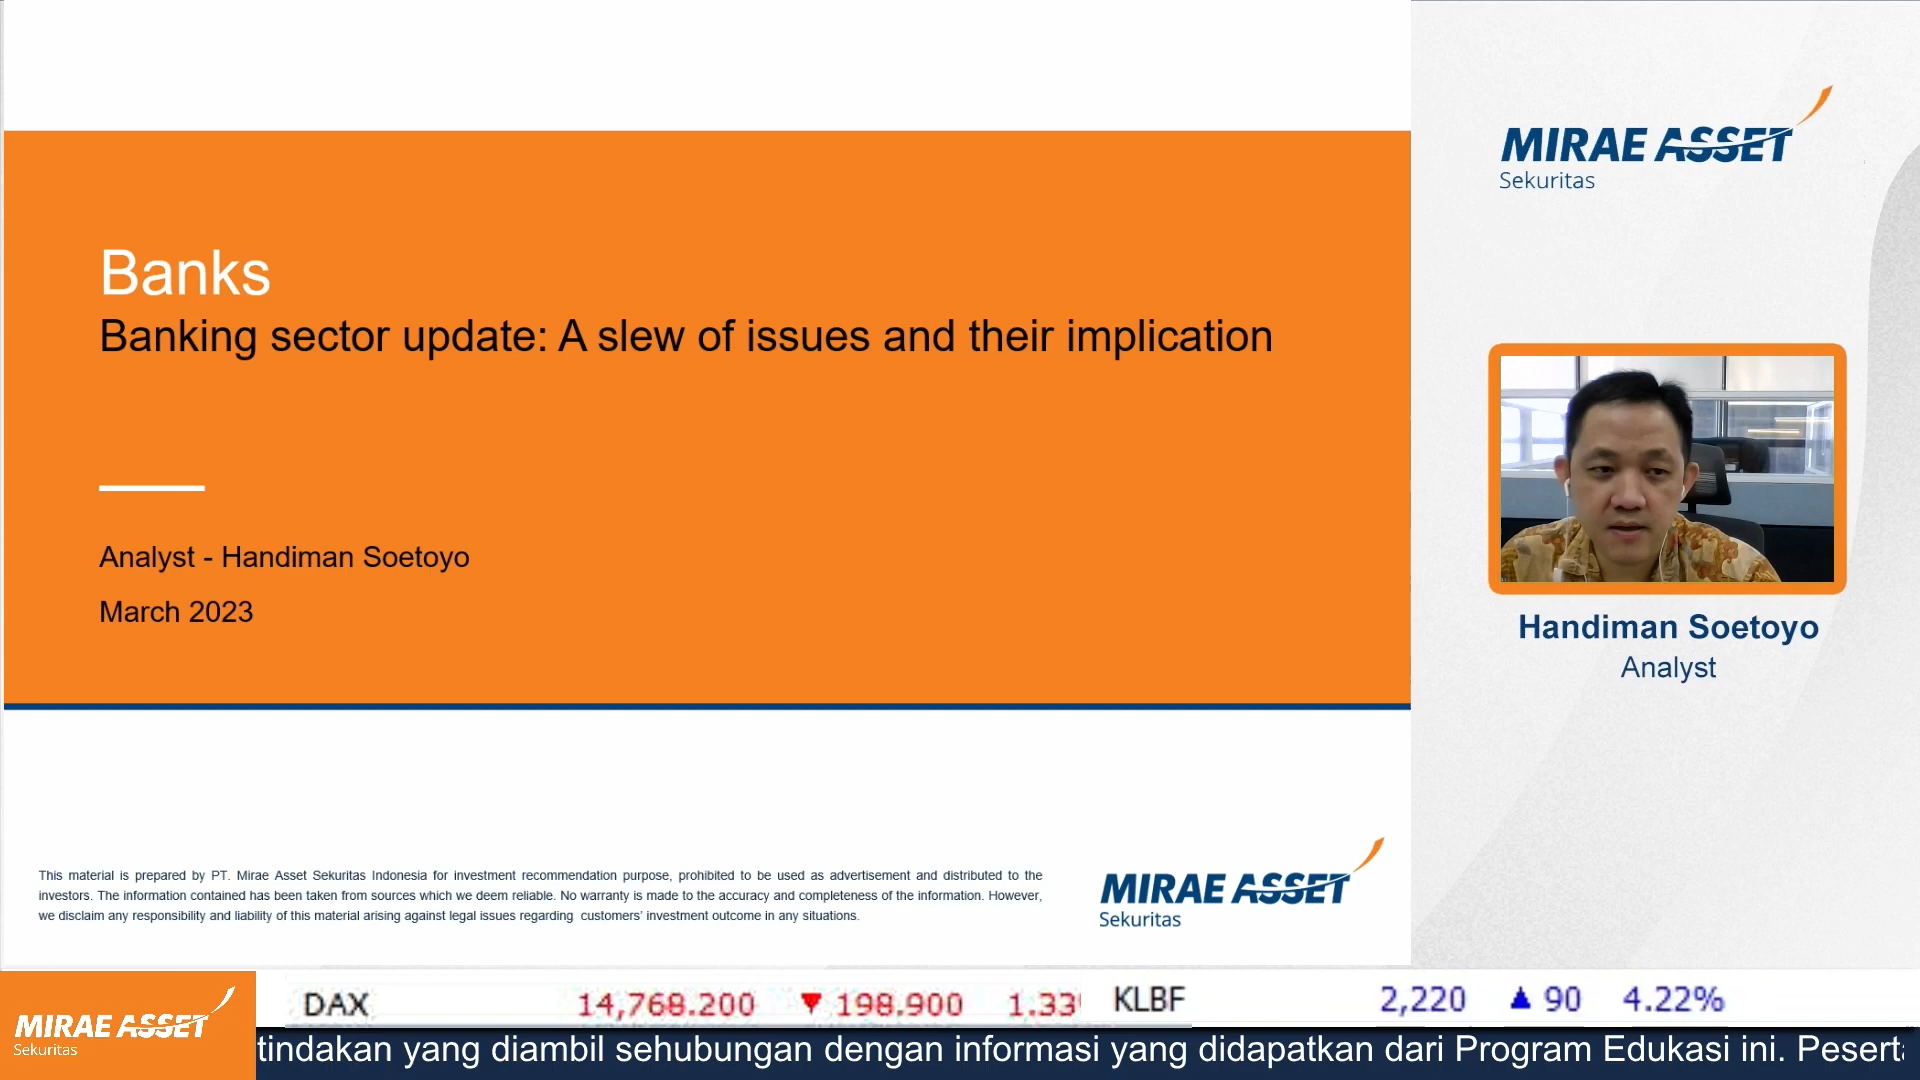 Banks
Banking sector update: A slew of issues and their implication
Analyst - Handiman Soetoyo
March 2023
This material is prepared by PT. Mirae Asset Sekuritas Indonesia for investment recommendation purpose, prohibited to be used as advertisement and distributed to the
investors. The information contained has been taken from sources which we deem reliable. No warranty is made to the accuracy and completeness of the information. However,
we disclaim any responsibility and liability of this material arising against legal issues regarding customers' investment outcome in any situations.
MIRAE ASSET
Sekuritas
MIRAE ASSET
Sekuritas
Handiman Soetoyo
Analyst
MIRAE ASSET
Sekuritas
DAX 14,768.200 ▼ 198.900 KLBF 2,220 ▲ 90 4.22%
tindakan yang diambil sehubungan dengan informasi yang didapatkan dari Program Edukasi ini.